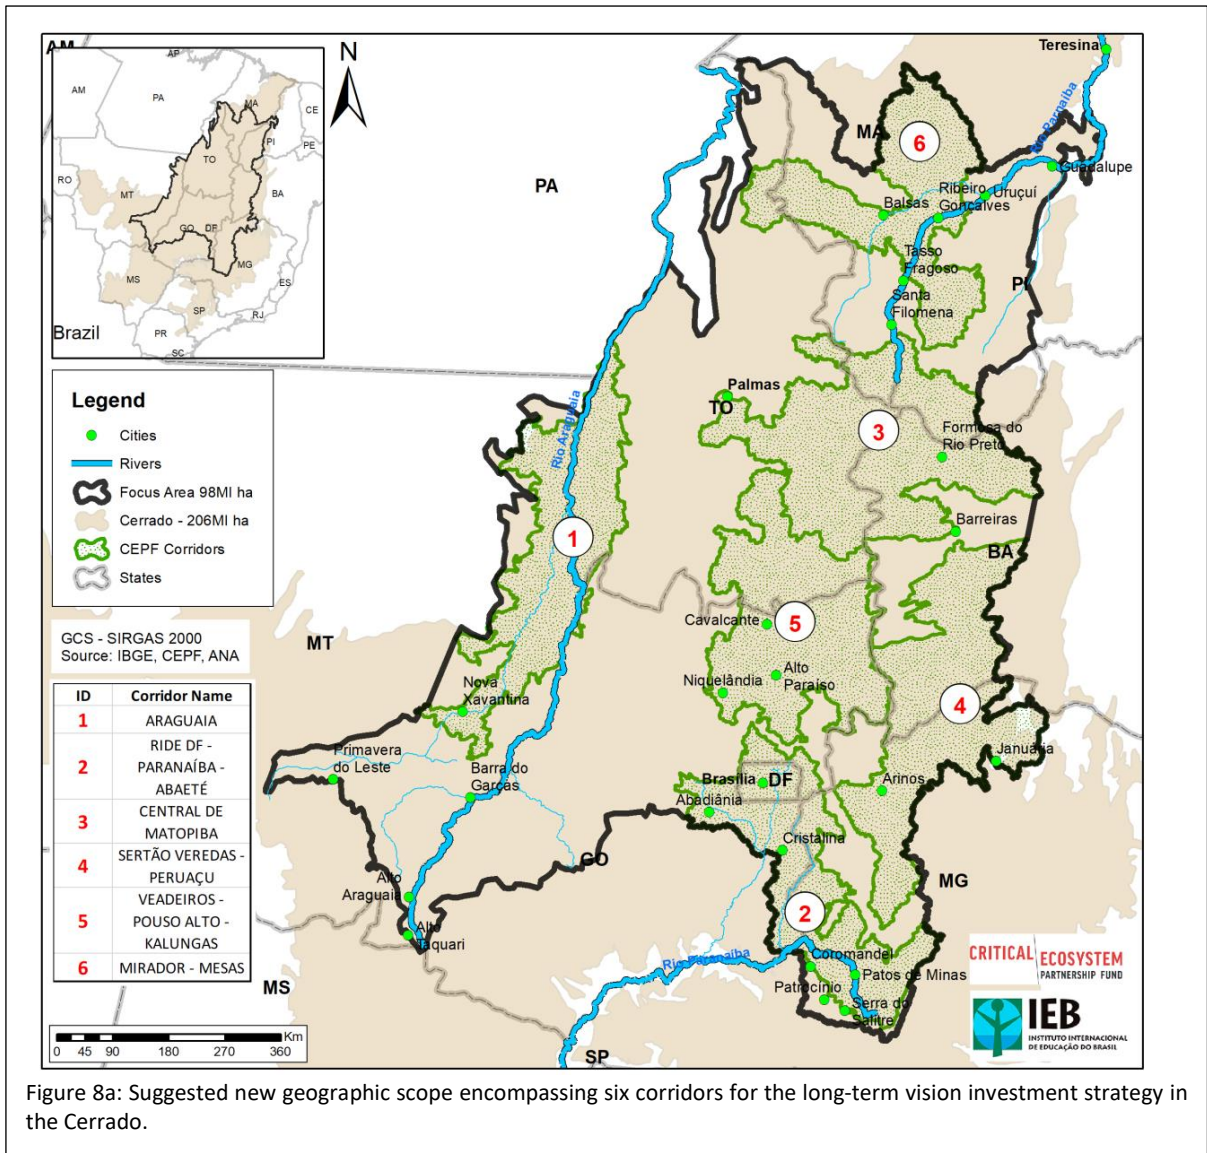 AM
AP
AM
PA
MA
CE
TO
PI
PE
RO
MT
BA
GO
DF
MS
MG
ES
SP
RJ
PR
SC
Brazil
N
Teresina
Rio Parnaíba
MA
6
Guadalupe
PA
Ribeiro
Gonçalves
Uruçuí
Balsas
Tasso
Fragoso
PI
Santa
Filomena
Legend
Cities
Rivers
Focus Area 98MI ha
Cerrado - 206MI ha
CEPF Corridors
States
Palmas
TO
Rio Araguaia
3
Formosa do
Rio Preto
1
Barreiras
BA
GCS - SIRGAS 2000
Source: IBGE, CEPF, ANA
MT
Cavalcante
5
Nova
Xavantina
Niquelândia
Alto
Paraíso
4
ID Corridor Name
1 ARAGUAIA
2 RIDE DF -
PARANAÍBA -
ABAETÉ
3 CENTRAL DE
MATOPIBA
4 SERTÃO VEREDAS -
PERUAÇU
5 VEADEIROS -
POUSO ALTO -
KALUNGAS
6 MIRADOR - MESAS
Primavera
do Leste
Barra do
Garças
Brasília
DF
Januária
Arinos
Abadiânia
Cristalina
GO
Alto
Araguaia
MG
2
Alto
Taquari
Rio Paranaíba
Coromandel
Patos de Minas
Patrocínio
Serra do
Salitre
MS
SP
Km
0 45 90 180 270 360
CRITICAL ECOSYSTEM
PARTNERSHIP FUND
IEB
INSTITUTO INTERNACIONAL
DE EDUCAÇÃO DO BRASIL
Figure 8a: Suggested new geographic scope encompassing six corridors for the long-term vision investment strategy in
the Cerrado.